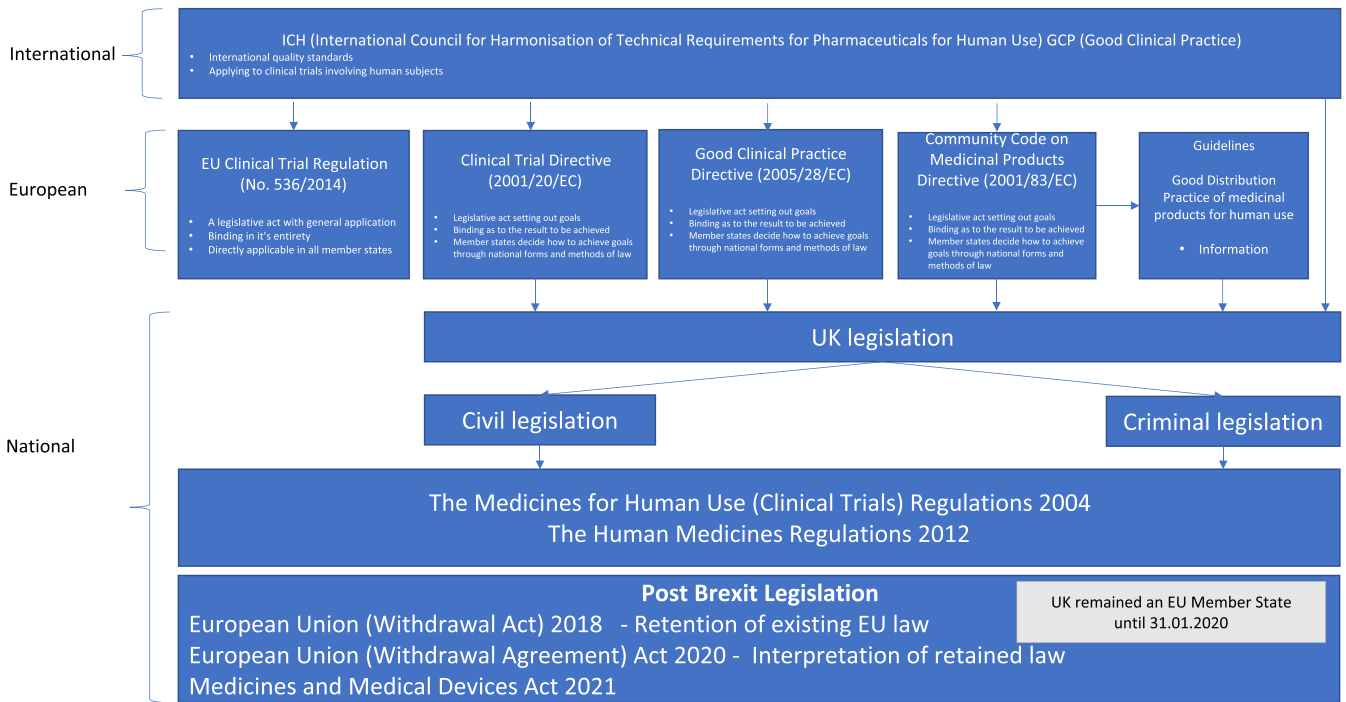 International
ICH (International Council for Harmonisation of Technical Requirements for Pharmaceuticals for Human Use) GCP (Good Clinical Practice)
• International quality standards
• Applying to clinical trials involving human subjects
European
EU Clinical Trial Regulation
(No. 536/2014)
• A legislative act with general application
• Binding in it's entirety
• Directly applicable in all member states
Clinical Trial Directive
(2001/20/EC)
• Legislative act setting out goals
• Binding as to the result to be achieved
• Member states decide how to achieve goals
through national forms and methods of law
Good Clinical Practice
Directive (2005/28/EC)
• Legislative act setting out goals
• Binding as to the result to be achieved
• Member states decide how to achieve goals
through national forms and methods of law
Community Code on
Medicinal Products
Directive (2001/83/EC)
• Legislative act setting out goals
• Binding as to the result to be achieved
• Member states decide how to achieve
goals through national forms and
methods of law
Guidelines
Good Distribution
Practice of medicinal
products for human use
• Information
National
UK legislation
Civil legislation
Criminal legislation
The Medicines for Human Use (Clinical Trials) Regulations 2004
The Human Medicines Regulations 2012
Post Brexit Legislation
European Union (Withdrawal Act) 2018 - Retention of existing EU law
European Union (Withdrawal Agreement) Act 2020 - Interpretation of retained law
Medicines and Medical Devices Act 2021
UK remained an EU Member State
until 31.01.2020